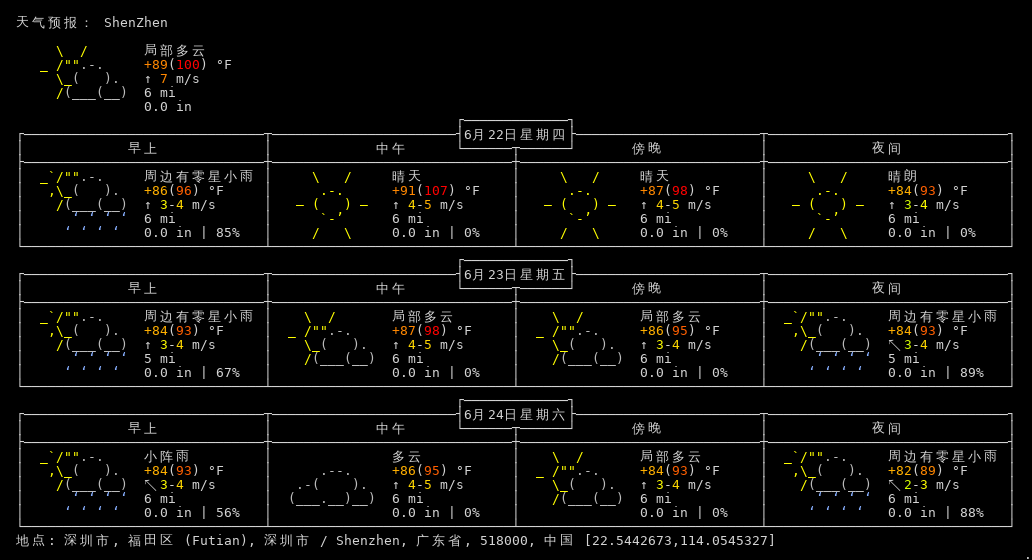 天气预报： ShenZhen
局部多云
+89(100) °F
↑ 7 m/s
6 mi
0.0 in
6月22日星期四
早上 中午 傍晚 夜间
周边有零星小雨 晴天 晴天 晴朗
+86(96) °F +91(107) °F +87(98) °F +84(93) °F
↑ 3-4 m/s ↑ 4-5 m/s ↑ 4-5 m/s ↑ 3-4 m/s
6 mi 6 mi 6 mi 6 mi
0.0 in | 85% 0.0 in | 0% 0.0 in | 0% 0.0 in | 0%
6月23日星期五
早上 中午 傍晚 夜间
周边有零星小雨 局部多云 局部多云 周边有零星小雨
+84(93) °F +87(98) °F +86(95) °F +84(93) °F
↑ 3-4 m/s ↑ 4-5 m/s ↑ 3-4 m/s ↖ 3-4 m/s
5 mi 6 mi 6 mi 5 mi
0.0 in | 67% 0.0 in | 0% 0.0 in | 0% 0.0 in | 89%
6月24日星期六
早上 中午 傍晚 夜间
小阵雨 多云 局部多云 周边有零星小雨
+84(93) °F +86(95) °F +84(93) °F +82(89) °F
↖ 3-4 m/s ↑ 4-5 m/s ↑ 3-4 m/s ↖ 2-3 m/s
6 mi 6 mi 6 mi 6 mi
0.0 in | 56% 0.0 in | 0% 0.0 in | 0% 0.0 in | 88%
地点: 深圳市, 福田区 (Futian), 深圳市 / Shenzhen, 广东省, 518000, 中国 [22.5442673,114.0545327]